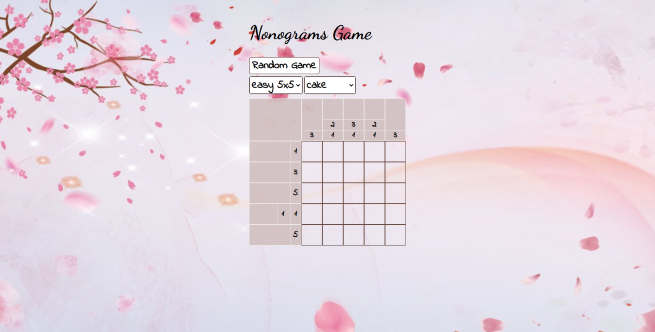 Nonograms Game
Random Game
easy 5x5 cake
2 3 2
3 1 1 1 3
1
3
5
1 1
5